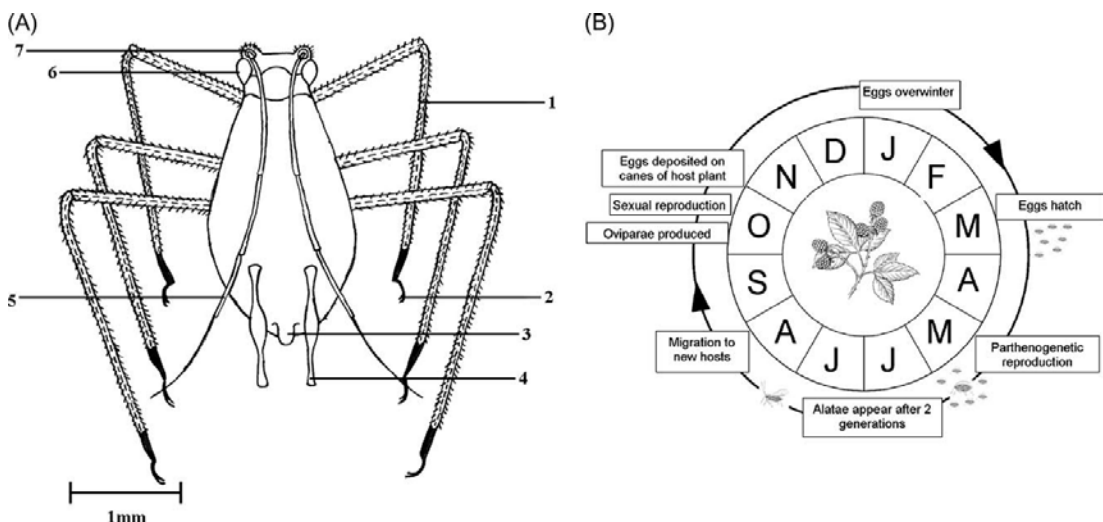 (A)
7
6
1
5
2
3
4
1mm
(B)
Eggs overwinter
D
J
N
F
Eggs deposited on
canes of host plant
Sexual reproduction
Oviparae produced
Eggs hatch
O
M
S
A
A
M
J
J
Migration to
new hosts
Parthenogenetic
reproduction
Alatae appear after 2
generations